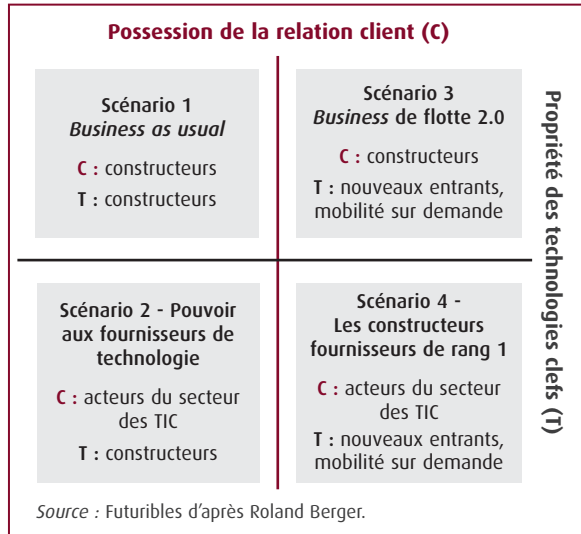 Possession de la relation client (C)
Scénario 1
Business as usual
C : constructeurs
T : constructeurs
Scénario 3
Business de flotte 2.0
C : constructeurs
T : nouveaux entrants,
mobilité sur demande
Propriété des technologies clefs (T)
Scénario 2 - Pouvoir
aux fournisseurs de
technologie
C : acteurs du secteur
des TIC
T : constructeurs
Scénario 4 -
Les constructeurs
fournisseurs de rang 1
C : acteurs du secteur
des TIC
T : nouveaux entrants,
mobilité sur demande
Source : Futuribles d’après Roland Berger.